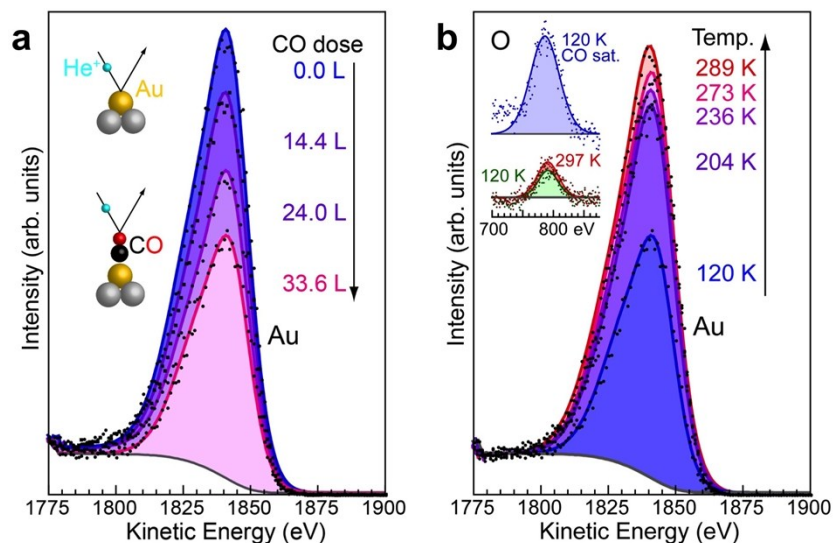 a
He+
Au
CO
CO dose
0.0 L
14.4 L
24.0 L
33.6 L
Au
Intensity (arb. units)
1775 1800 1825 1850 1875 1900
Kinetic Energy (eV)
b
O
120 K
CO sat.
120 K
297 K
700 800 eV
Temp.
289 K
273 K
236 K
204 K
120 K
Au
Intensity (arb. units)
1775 1800 1825 1850 1875 1900
Kinetic Energy (eV)